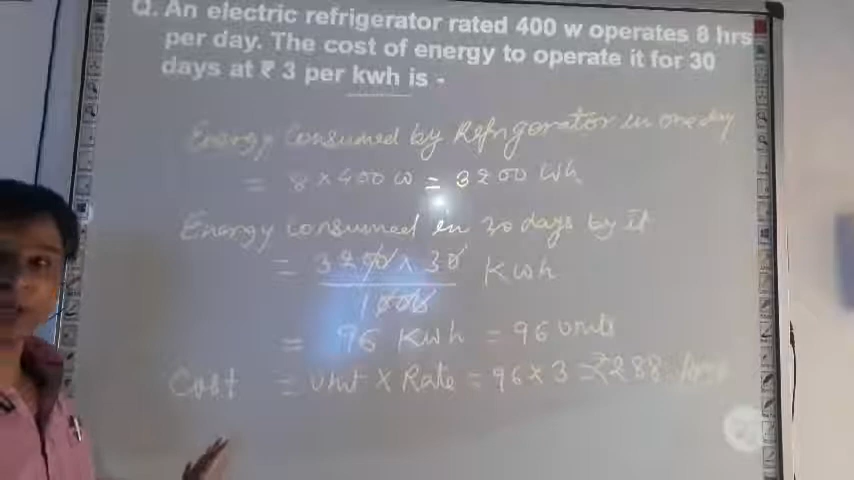 Q. An electric refrigerator rated 400 w operates 8 hrs
per day. The cost of energy to operate it for 30
days at ₹ 3 per kwh is -
Energy Consumed by Refrigorator in one day
= 8 × 400 W = 3200 Wh
Energy consumed in 30 days by it
= 3200 × 30 / 1000 Kwh
= 96 Kwh = 96 units
Cost = Unit × Rate = 96 × 3 = ₹288